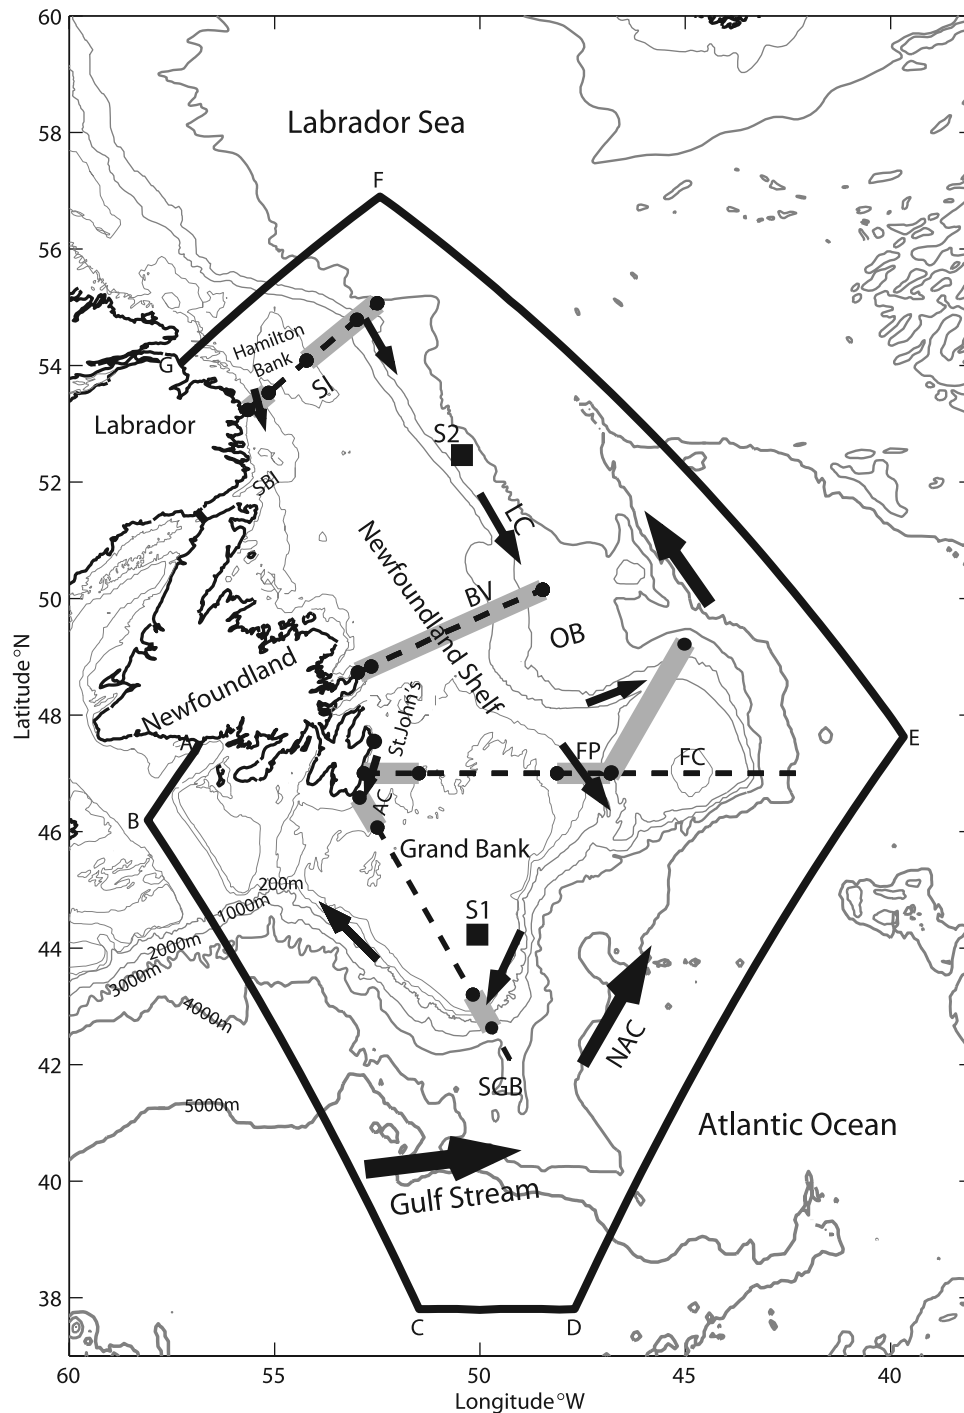 60
58
56
54
52
50
48
46
44
42
40
38
Latitude°N
60
55
50
45
40
Longitude°W
Labrador Sea
F
Hamilton
Bank
SI
G
Labrador
S2
SBI
LC
Newfoundland Shelf
BV
OB
Newfoundland
St.John's
A
E
FP
FC
AC
B
Grand Bank
200m
1000m
2000m
3000m
4000m
S1
NAC
SGB
5000m
Atlantic Ocean
Gulf Stream
C
D